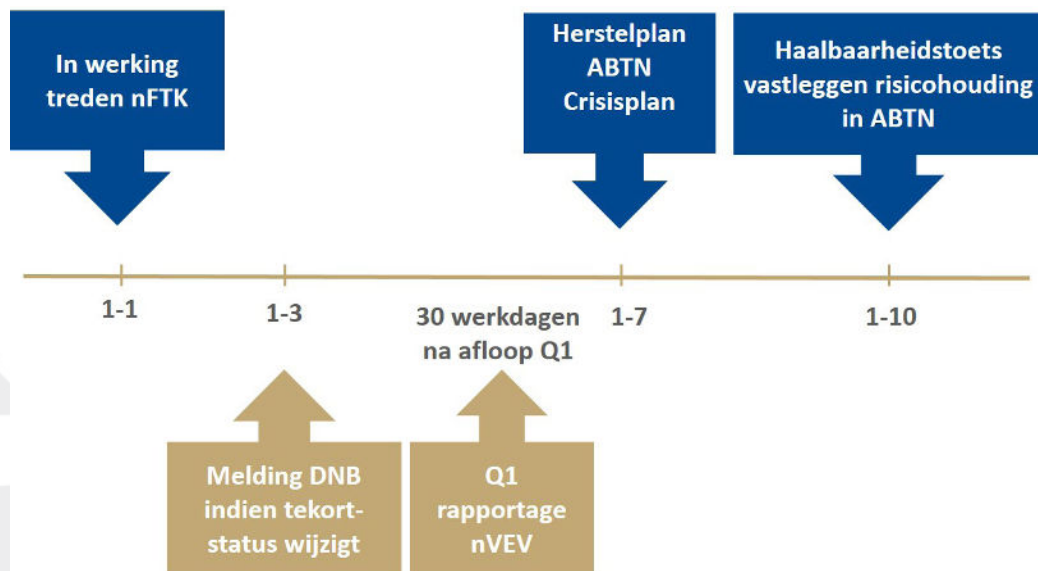 In werking
treden nFTK
Herstelplan
ABTN
Crisisplan
Haalbaarheidstoets
vastleggen risicohouding
in ABTN
1-1
1-3
30 werkdagen
na afloop Q1
1-7
1-10
Melding DNB
indien tekort-
status wijzigt
Q1
rapportage
nVEV